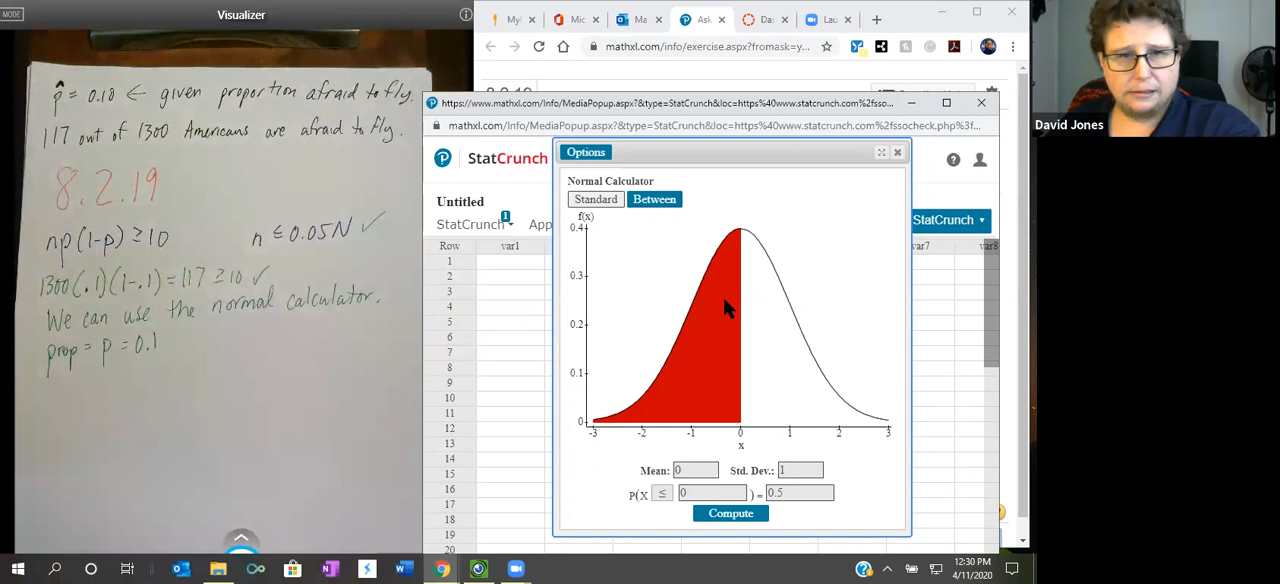 MODE
Visualizer
p̂ = 0.10 ← given proportion afraid to fly.
117 out of 1300 Americans are afraid to fly.
8.2.19
np(1-p) ≥ 10 n ≤ 0.05N ✓
1300(.1)(1-.1) = 117 ≥ 10 ✓
We can use the normal calculator.
prop = p = 0.1
Ask
mathxl.com/info/exercise.aspx?fromask=y...
https://www.mathxl.com/Info/MediaPopup.aspx?&type=StatCrunch&loc=https%40www.statcrunch.com%2fsso...
mathxl.com/Info/MediaPopup.aspx?&type=StatCrunch&loc=https%40www.statcrunch.com%2fssocheck.php%3f...
StatCrunch
Untitled
StatCrunch 1
StatCrunch
Row var1 var7 var8
1
2
3
4
5
6
7
8
9
10
11
12
13
14
15
16
17
18
19
20
Options
Normal Calculator
Standard Between
f(x)
0.4
0.3
0.2
0.1
0
-3 -2 -1 0 1 2 3
x
Mean: 0 Std. Dev.: 1
P(X ≤ 0 ) = 0.5
Compute
David Jones
12:30 PM
4/11/2020